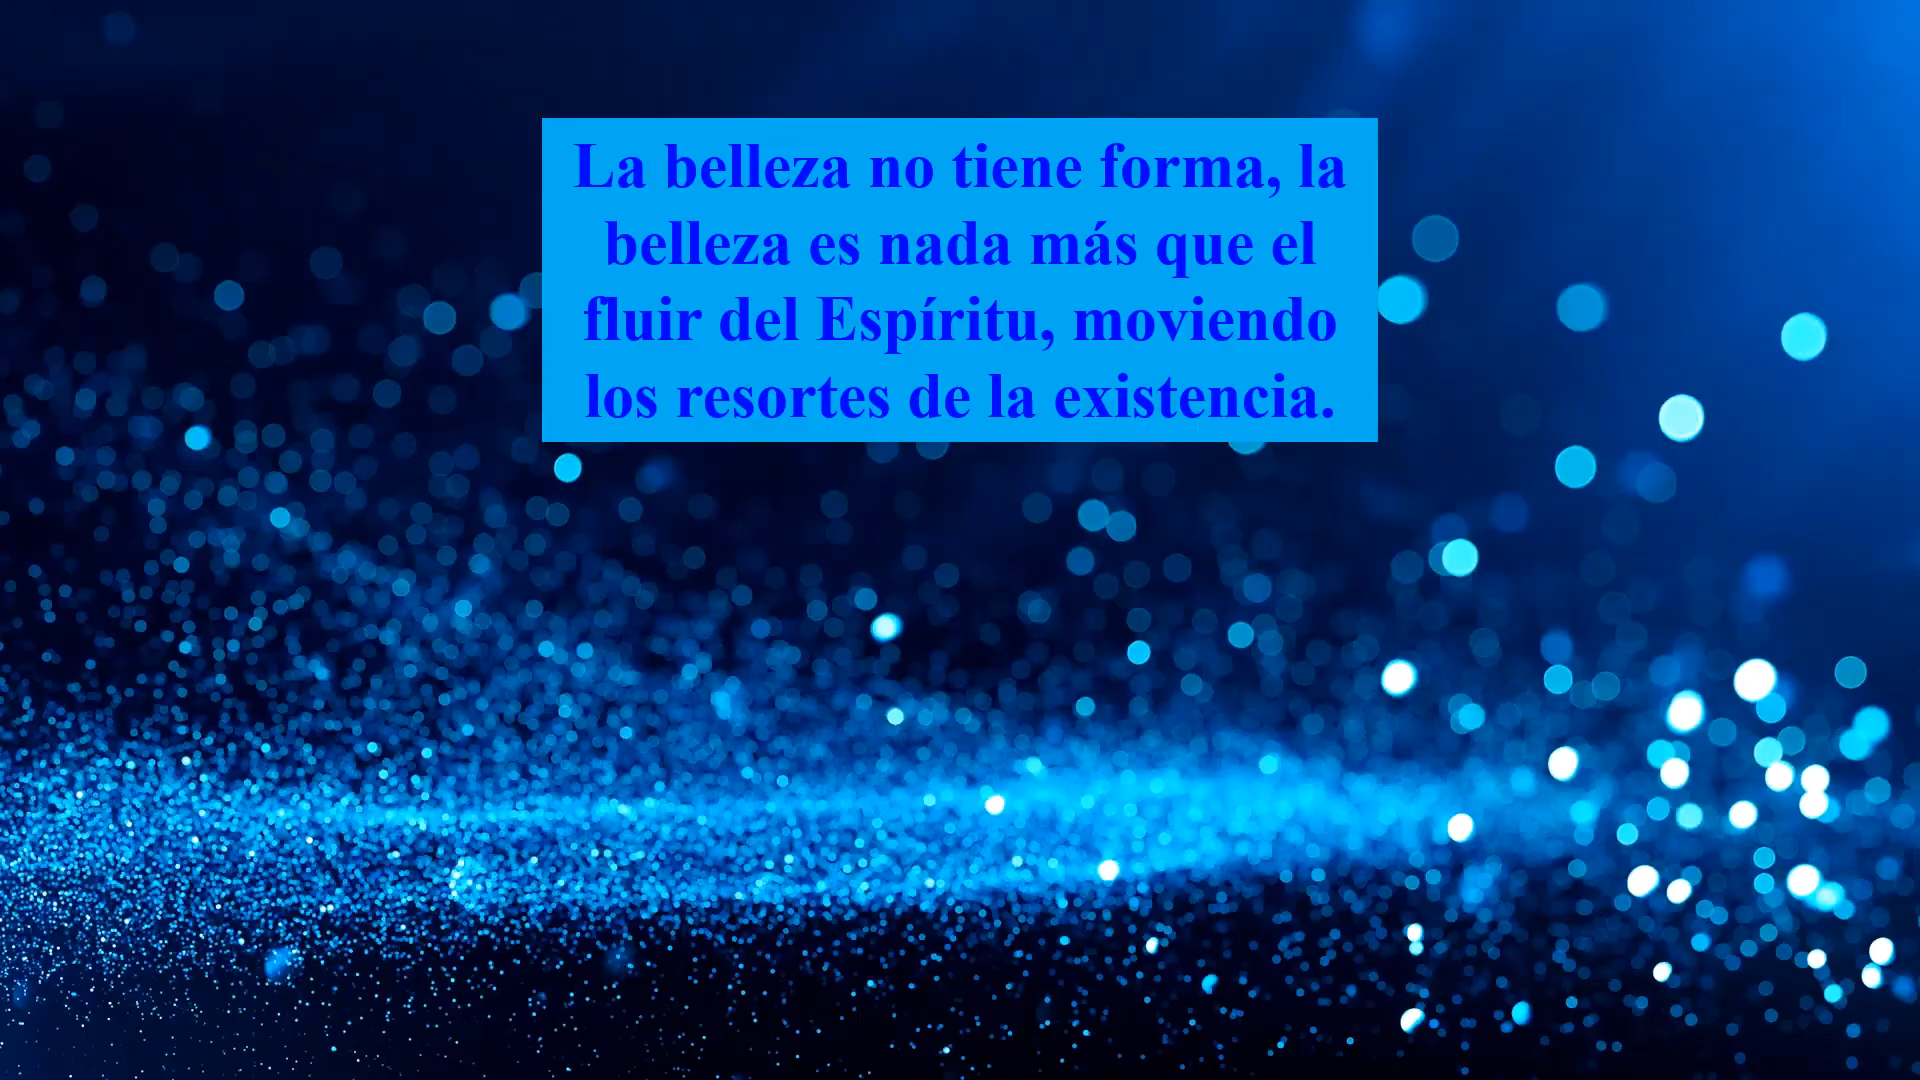 La belleza no tiene forma, la
belleza es nada más que el
fluir del Espíritu, moviendo
los resortes de la existencia.